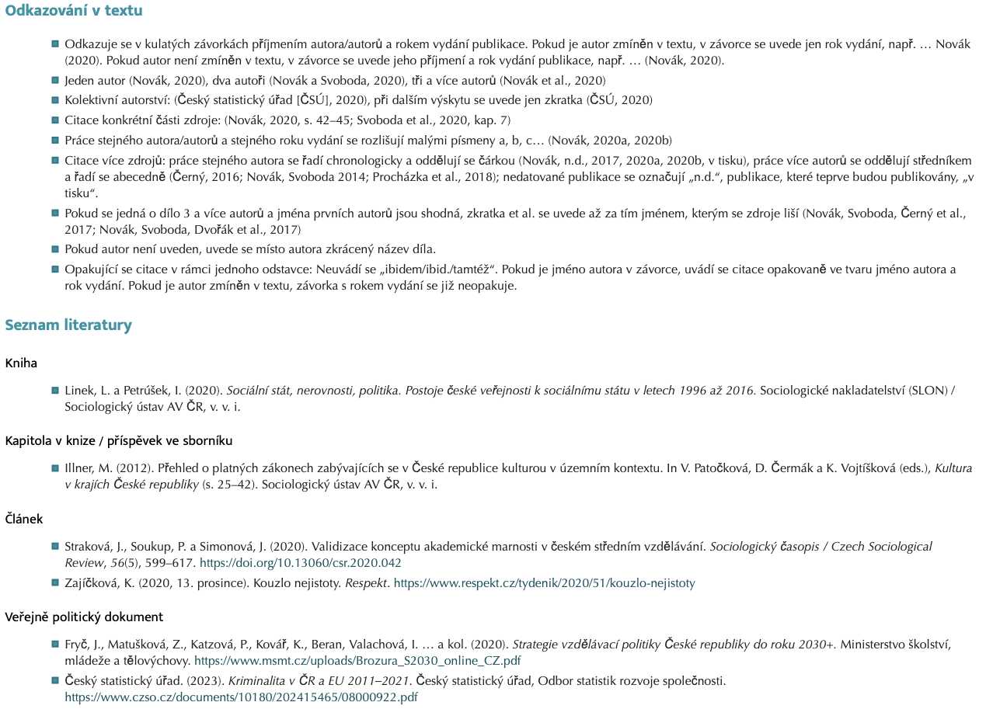 Odkazování v textu
Odkazuje se v kulatých závorkách příjmením autora/autorů a rokem vydání publikace. Pokud je autor zmíněn v textu, v závorce se uvede jen rok vydání, např. … Novák
(2020). Pokud autor není zmíněn v textu, v závorce se uvede jeho příjmení a rok vydání publikace, např. … (Novák, 2020).
Jeden autor (Novák, 2020), dva autoři (Novák a Svoboda, 2020), tři a více autorů (Novák et al., 2020)
Kolektivní autorství: (Český statistický úřad [ČSÚ], 2020), při dalším výskytu se uvede jen zkratka (ČSÚ, 2020)
Citace konkrétní části zdroje: (Novák, 2020, s. 42–45; Svoboda et al., 2020, kap. 7)
Práce stejného autora/autorů a stejného roku vydání se rozlišují malými písmeny a, b, c… (Novák, 2020a, 2020b)
Citace více zdrojů: práce stejného autora se řadí chronologicky a oddělují se čárkou (Novák, n.d., 2017, 2020a, 2020b, v tisku), práce více autorů se oddělují středníkem
a řadí se abecedně (Černý, 2016; Novák, Svoboda 2014; Procházka et al., 2018); nedatované publikace se označují „n.d.“, publikace, které teprve budou publikovány, „v
tisku“.
Pokud se jedná o dílo 3 a více autorů a jména prvních autorů jsou shodná, zkratka et al. se uvede až za tím jménem, kterým se zdroje liší (Novák, Svoboda, Černý et al.,
2017; Novák, Svoboda, Dvořák et al., 2017)
Pokud autor není uveden, uvede se místo autora zkrácený název díla.
Opakující se citace v rámci jednoho odstavce: Neuvádí se „ibidem/ibid./tamtéž“. Pokud je jméno autora v závorce, uvádí se citace opakovaně ve tvaru jméno autora a
rok vydání. Pokud je autor zmíněn v textu, závorka s rokem vydání se již neopakuje.
Seznam literatury
Kniha
Linek, L. a Petrúšek, I. (2020). Sociální stát, nerovnosti, politika. Postoje české veřejnosti k sociálnímu státu v letech 1996 až 2016. Sociologické nakladatelství (SLON) /
Sociologický ústav AV ČR, v. v. i.
Kapitola v knize / příspěvek ve sborníku
Illner, M. (2012). Přehled o platných zákonech zabývajících se v České republice kulturou v územním kontextu. In V. Patočková, D. Čermák a K. Vojtíšková (eds.), Kultura
v krajích České republiky (s. 25–42). Sociologický ústav AV ČR, v. v. i.
Článek
Straková, J., Soukup, P. a Simonová, J. (2020). Validizace konceptu akademické marnosti v českém středním vzdělávání. Sociologický časopis / Czech Sociological
Review, 56(5), 599–617. https://doi.org/10.13060/csr.2020.042
Zajíčková, K. (2020, 13. prosince). Kouzlo nejistoty. Respekt. https://www.respekt.cz/tydenik/2020/51/kouzlo-nejistoty
Veřejně politický dokument
Fryč, J., Matušková, Z., Katzová, P., Kovář, K., Beran, Valachová, I. … a kol. (2020). Strategie vzdělávací politiky České republiky do roku 2030+. Ministerstvo školství,
mládeže a tělovýchovy. https://www.msmt.cz/uploads/Brozura_S2030_online_CZ.pdf
Český statistický úřad. (2023). Kriminalita v ČR a EU 2011–2021. Český statistický úřad, Odbor statistik rozvoje společnosti.
https://www.czso.cz/documents/10180/202415465/08000922.pdf